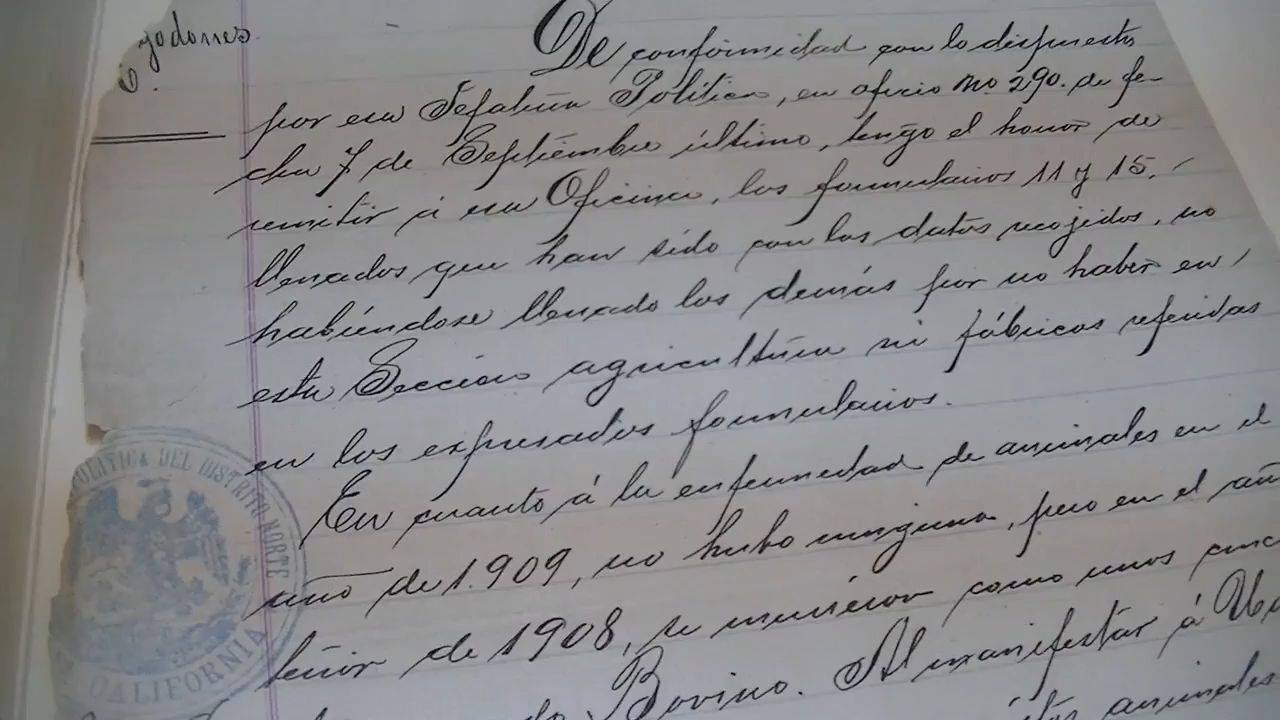 godones
De conformidad con lo dispuesto
por esa Jefatura Política, en oficio no 290. de fe-
cha 7 de Septiembre último, tengo el honor de
remitir á esa Oficina, los formularios 11 y 15,
llenados que han sido con los datos recojidos, no
habiéndose llenado los demás por no haber en
esta Sección agricultura ni fábricas referidas
en los expresados formularios.
En cuanto á la enfermedad de animales en el
año de 1.909, no hubo ninguna, pero en el an
terior de 1908, se murieron como unos cinc
Bovino. Al manifestar á U
animales
POLITICA DEL DISTRITO NORTE
CALIFORNIA